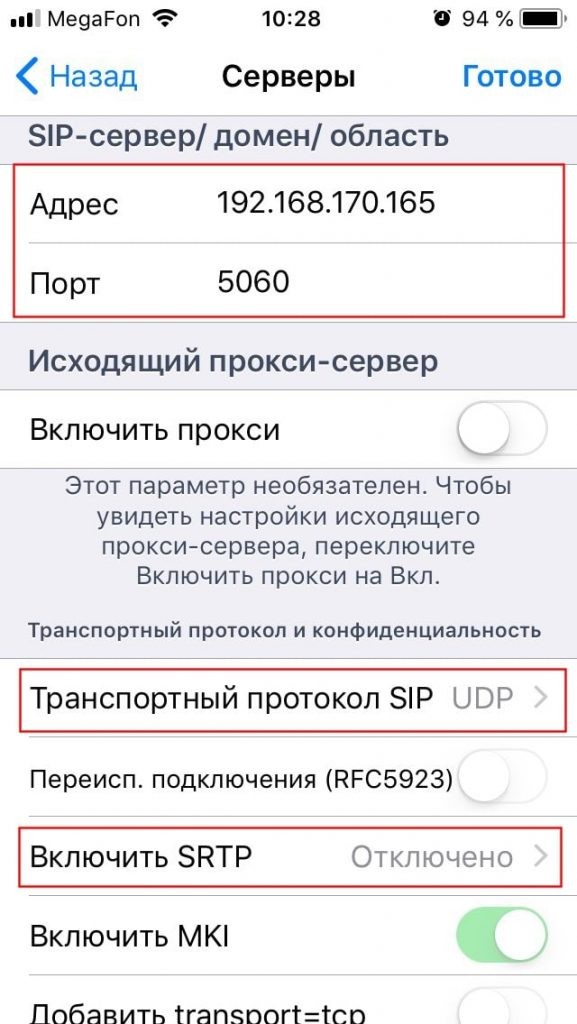 MegaFon 10:28 94 %
Назад Серверы Готово
SIP-сервер/ домен/ область
Адрес 192.168.170.165
Порт 5060
Исходящий прокси-сервер
Включить прокси
Этот параметр необязателен. Чтобы
увидеть настройки исходящего
прокси-сервера, переключите
Включить прокси на Вкл.
Транспортный протокол и конфиденциальность
Транспортный протокол SIP UDP
Переисп. подключения (RFC5923)
Включить SRTP Отключено
Включить MKI
Добавить transport=tcp